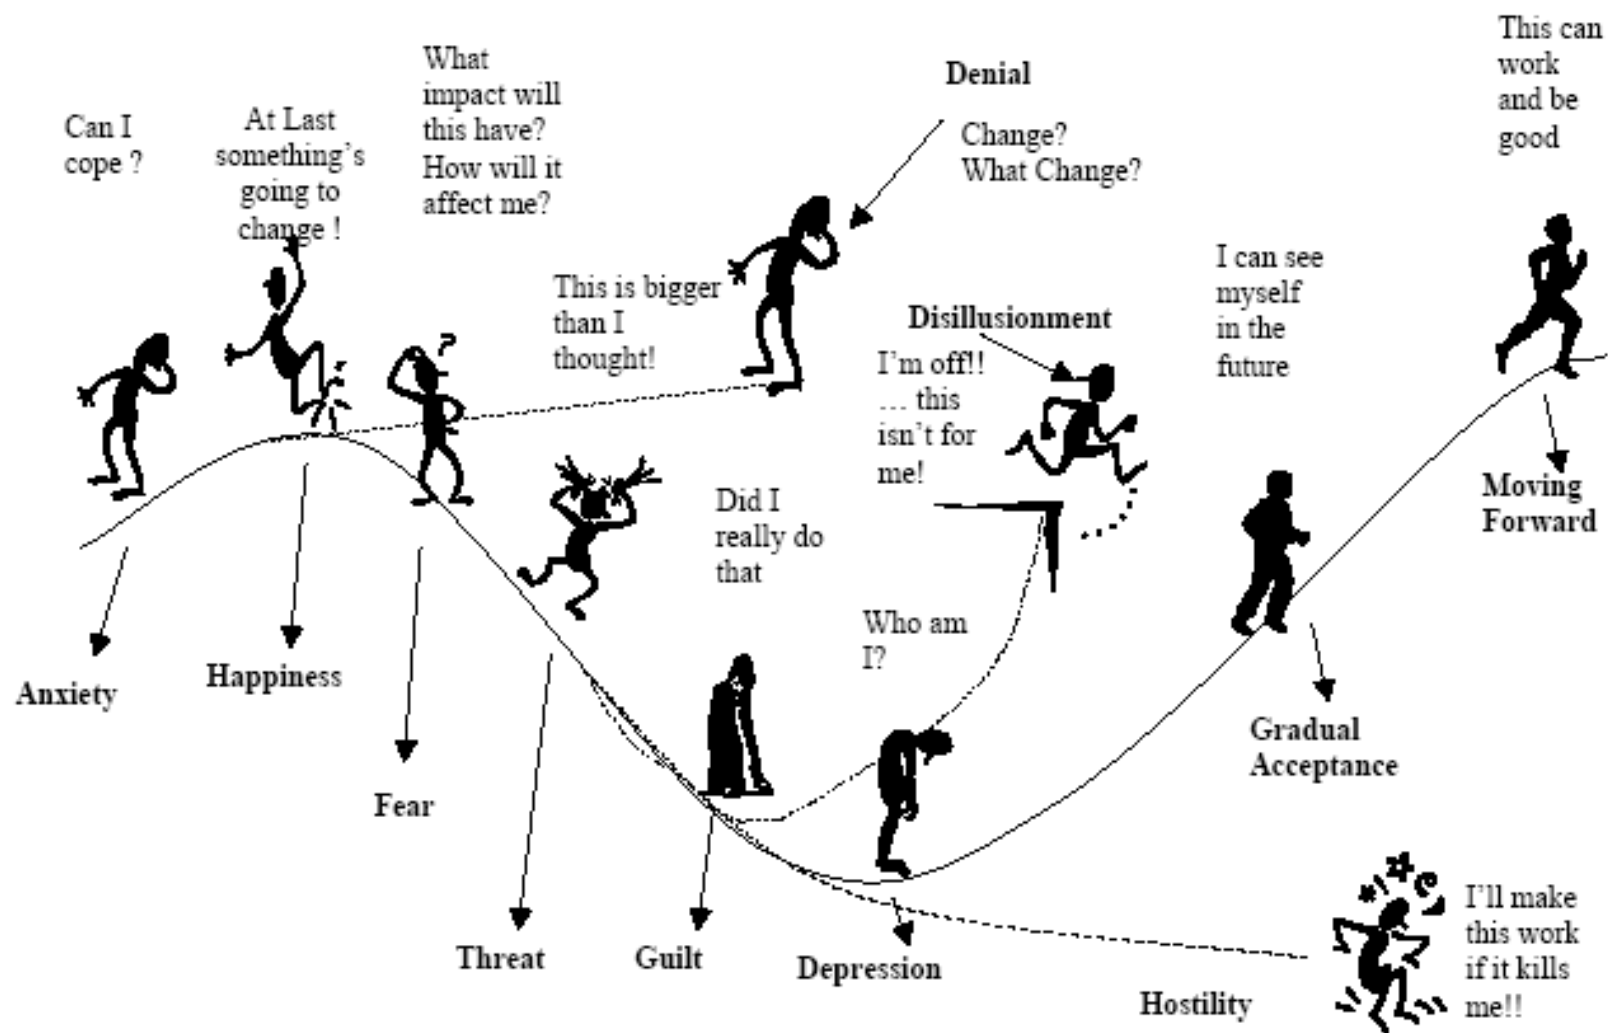 Can I
cope ?
At Last
something's
going to
change !
What
impact will
this have?
How will it
affect me?
Denial
Change?
What Change?
This can
work
and be
good
This is bigger
than I
thought!
?
Disillusionment
I'm off!!
... this
isn't for
me!
I can see
myself
in the
future
Did I
really do
that
Who am
I?
Moving
Forward
Anxiety
Happiness
Fear
Threat
Guilt
Depression
Gradual
Acceptance
Hostility
I'll make
this work
if it kills
me!!